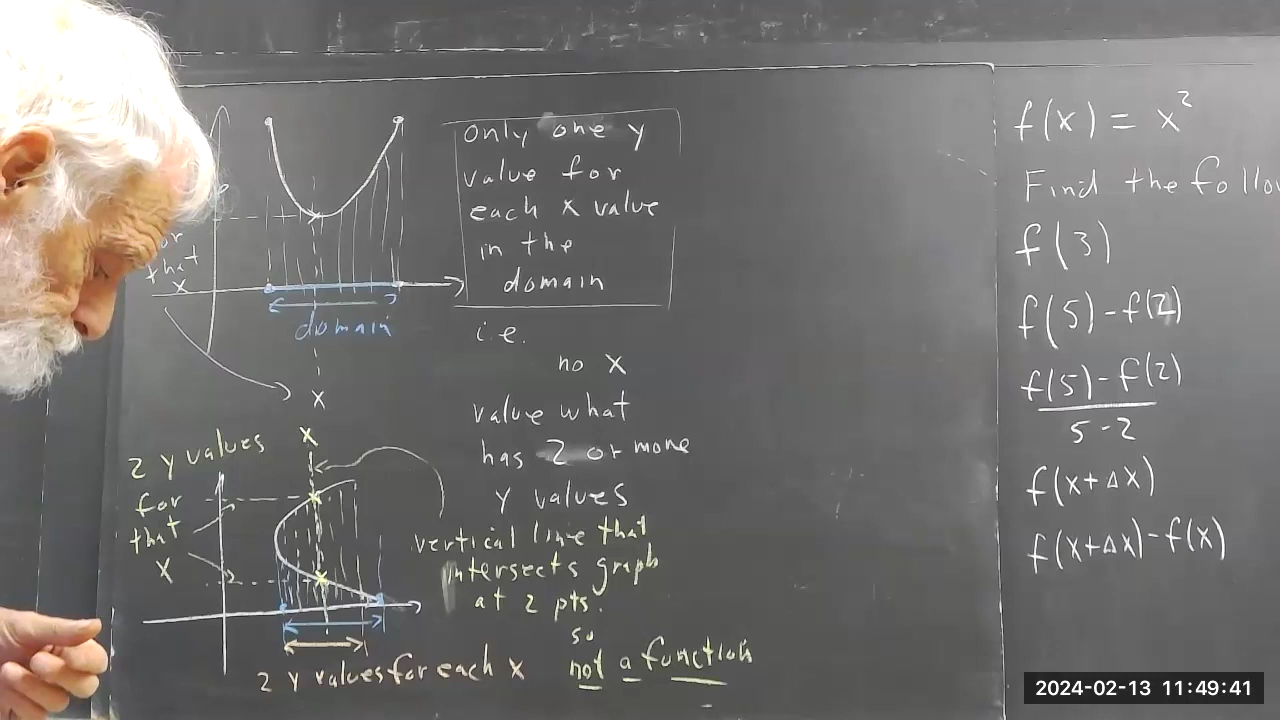 only one y
value for
each x value
in the
domain
or
that
x
domain
i.e.
no x
x
value what
has 2 or more
y values
x
2 y values
for
that
x
vertical line that
intersects graph
at 2 pts.
so
not a function
2 y values for each x
f(x) = x²
Find the follow
f(3)
f(5)-f(2)
f(5)-f(2)
5-2
f(x+Δx)
f(x+Δx)-f(x)
2024-02-13 11:49:41